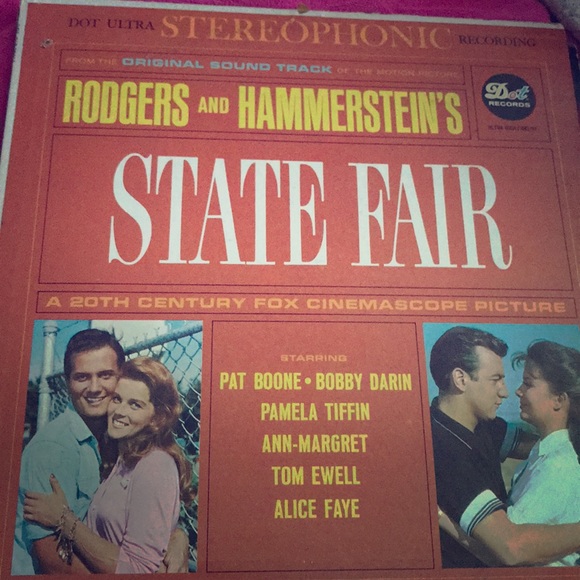 DOT ULTRA STEREOPHONIC RECORDING
FROM THE ORIGINAL SOUND TRACK OF THE MOTION PICTURE
RODGERS AND HAMMERSTEIN'S
Dot
RECORDS
STATE FAIR
A 20TH CENTURY FOX CINEMASCOPE PICTURE
STARRING
PAT BOONE • BOBBY DARIN
PAMELA TIFFIN
ANN-MARGRET
TOM EWELL
ALICE FAYE